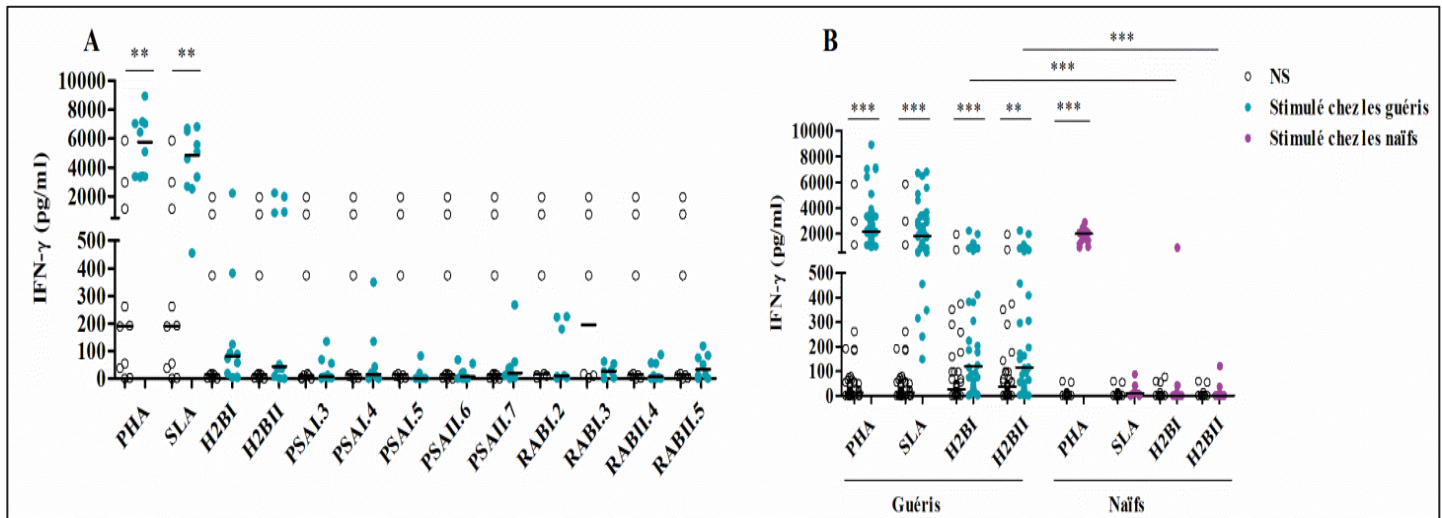 A
** **
10000
8000
6000
4000
2000
500
400
300
200
100
0
IFN-γ (pg/ml)
PHA
SLA
H2BI
H2BII
PSAI.3
PSAI.4
PSAI.5
PSAII.6
PSAII.7
RABI.2
RABI.3
RABII.4
RABII.5
B
***
***
*** *** *** ** ***
10000
8000
6000
4000
2000
500
400
300
200
100
0
IFN-γ (pg/ml)
PHA
SLA
H2BI
H2BII
PHA
SLA
H2BI
H2BII
Guéris
Naïfs
NS
Stimulé chez les guéris
Stimulé chez les naïfs